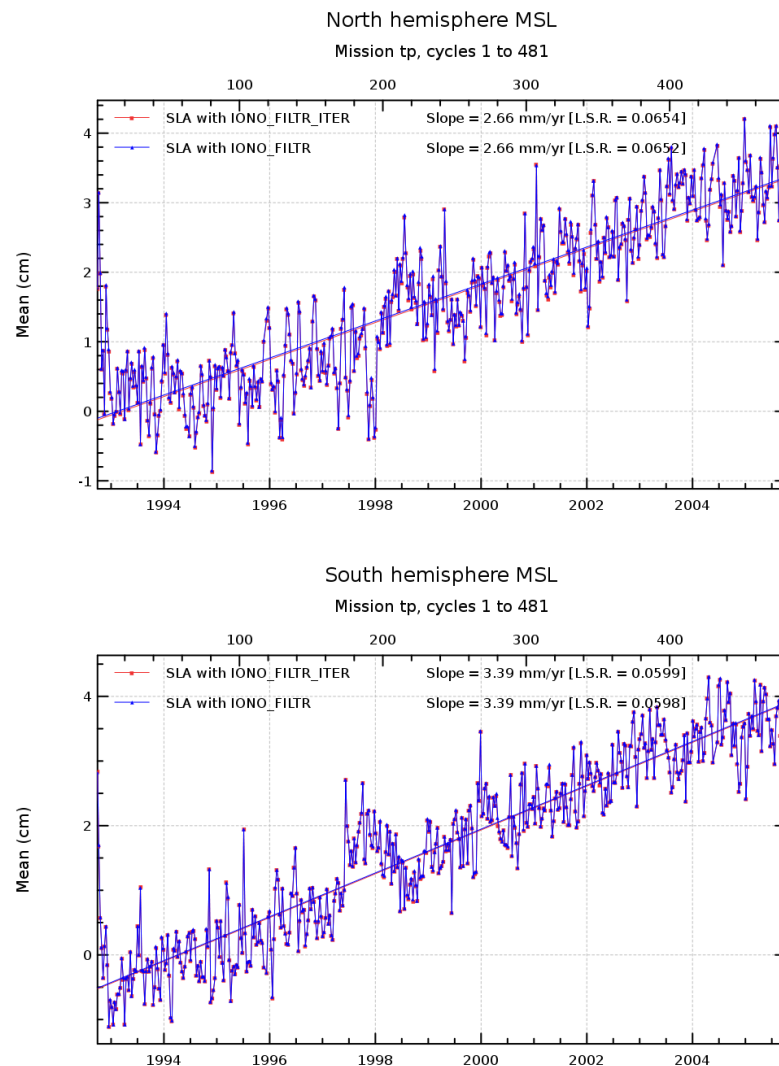 North hemisphere MSL
Mission tp, cycles 1 to 481
100 200 300 400
SLA with IONO_FILTR_ITER Slope = 2.66 mm/yr [L.S.R. = 0.0654]
SLA with IONO_FILTR Slope = 2.66 mm/yr [L.S.R. = 0.0652]
4
3
2
1
0
-1
Mean (cm)
1994 1996 1998 2000 2002 2004
South hemisphere MSL
Mission tp, cycles 1 to 481
100 200 300 400
SLA with IONO_FILTR_ITER Slope = 3.39 mm/yr [L.S.R. = 0.0599]
SLA with IONO_FILTR Slope = 3.39 mm/yr [L.S.R. = 0.0598]
4
2
0
Mean (cm)
1994 1996 1998 2000 2002 2004